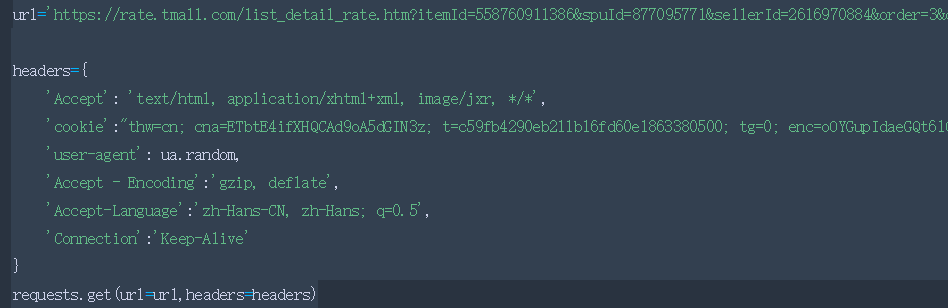 url='https://rate.tmall.com/list_detail_rate.htm?itemId=558760911386&spuId=877095771&sellerId=2616970884&order=3&
headers={
'Accept': 'text/html, application/xhtml+xml, image/jxr, */*',
'cookie':"thw=cn; cna=ETbtE4ifXHQCAd9oA5dGIN3z; t=c59fb4290eb211b16fd60e1863380500; tg=0; enc=oOYGupIdaeGQt61
'user-agent': ua.random,
'Accept - Encoding':'gzip, deflate',
'Accept-Language':'zh-Hans-CN, zh-Hans; q=0.5',
'Connection':'Keep-Alive'
}
requests.get(url=url,headers=headers)